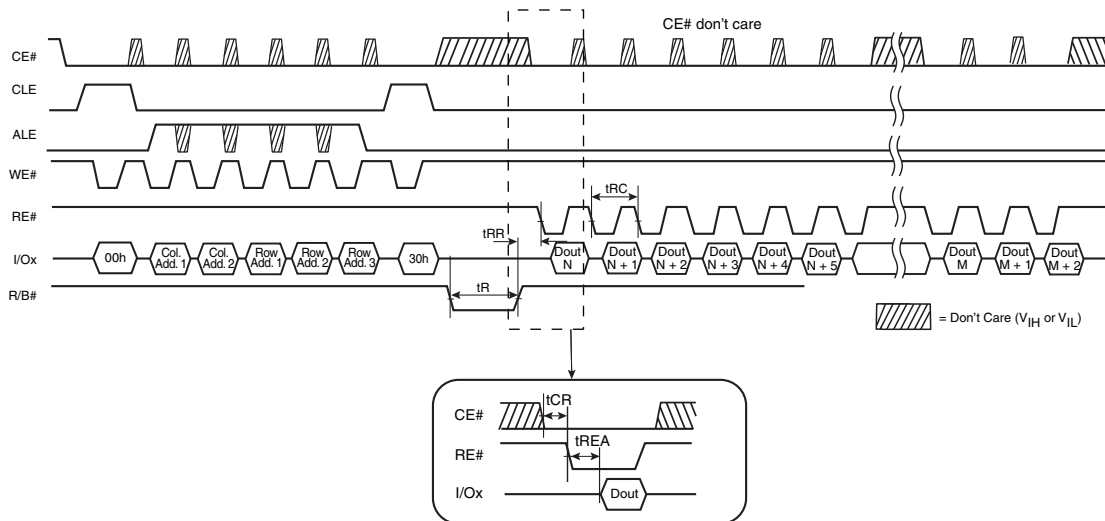 CE# don't care
CE#
CLE
ALE
WE#
RE#
tRC
tRR
I/Ox
00h
Col. Add. 1
Col. Add. 2
Row Add. 1
Row Add. 2
Row Add. 3
30h
Dout N
Dout N + 1
Dout N + 2
Dout N + 3
Dout N + 4
Dout N + 5
Dout M
Dout M + 1
Dout M + 2
R/B#
tR
= Don't Care (VIH or VIL)
tCR
CE#
tREA
RE#
I/Ox
Dout